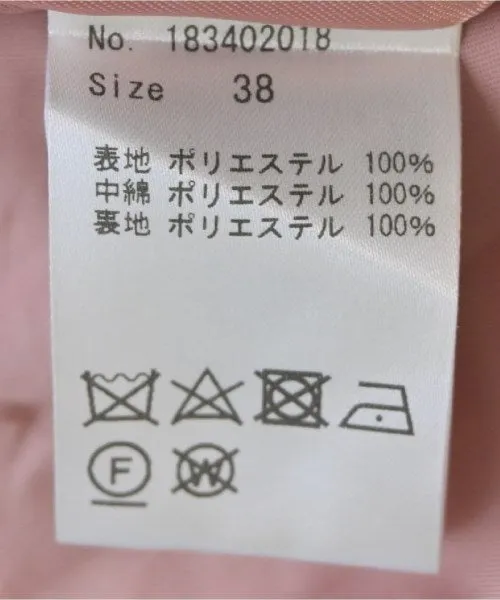 No. 183402018
Size 38
表地 ポリエステル 100%
中綿 ポリエステル 100%
裏地 ポリエステル 100%
F
W